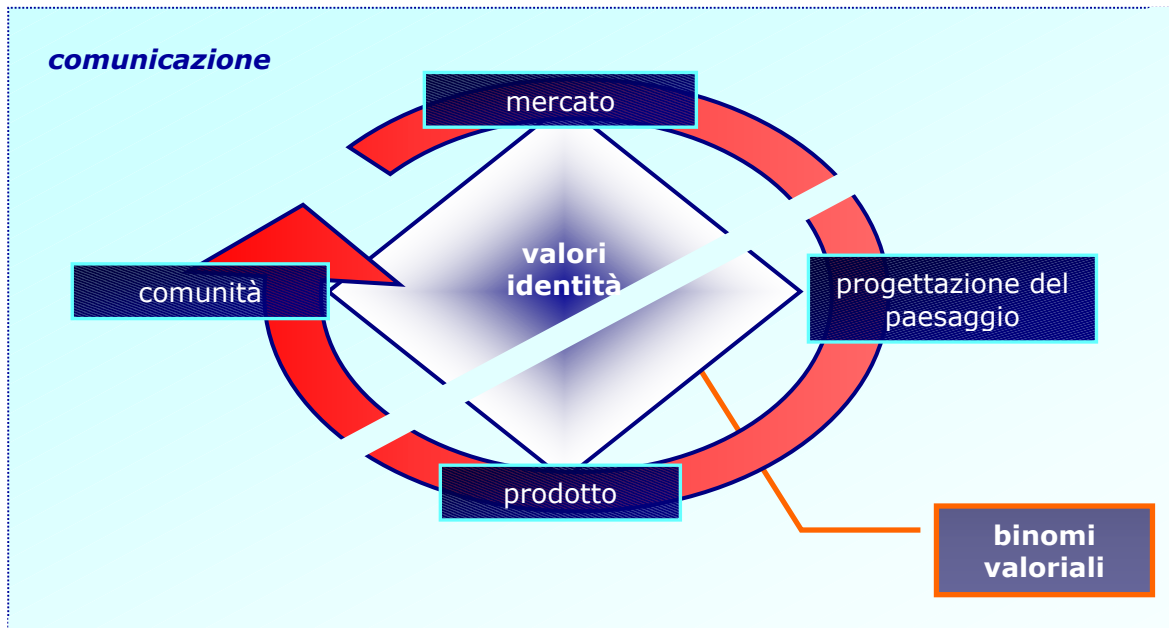 comunicazione
mercato
valori
identità
comunità
progettazione del
paesaggio
prodotto
binomi
valoriali